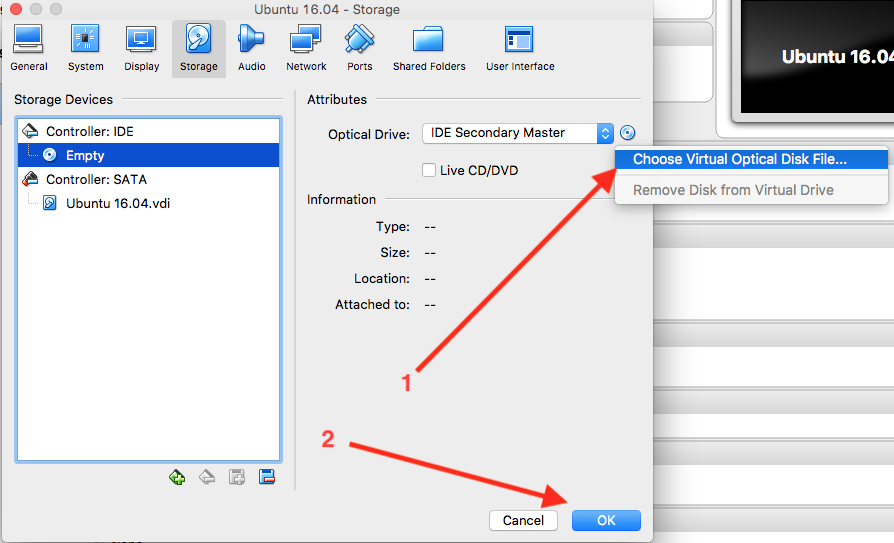 Ubuntu 16.04 - Storage
General System Display Storage Audio Network Ports Shared Folders User Interface
Ubuntu 16.04
Storage Devices
Controller: IDE
Empty
Controller: SATA
Ubuntu 16.04.vdi
Attributes
Optical Drive: IDE Secondary Master
Choose Virtual Optical Disk File...
Remove Disk from Virtual Drive
Live CD/DVD
Information
Type: --
Size: --
Location: --
Attached to: --
1
2
Cancel OK